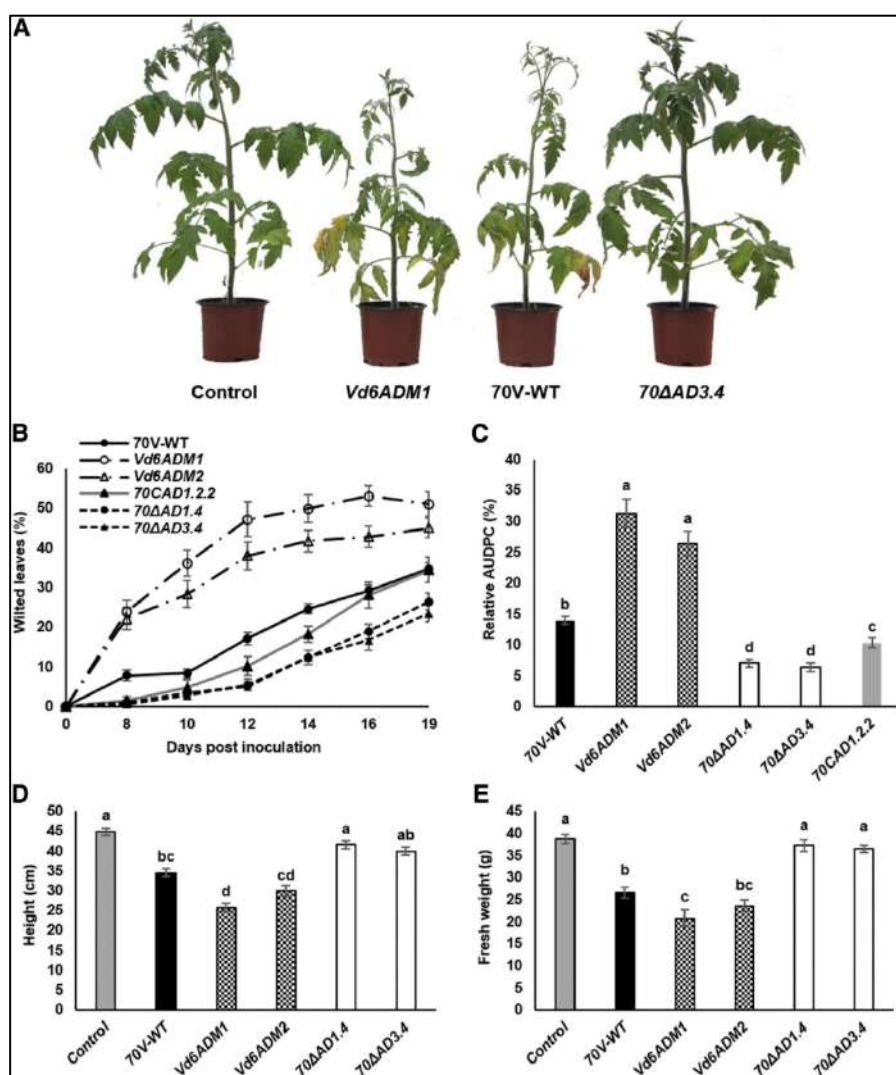 A
Control Vd6ADM1 70V-WT 70ΔAD3.4
B
70V-WT
Vd6ADM1
Vd6ADM2
70CAD1.2.2
70ΔAD1.4
70ΔAD3.4
Wilted leaves (%)
60
50
40
30
20
10
0
0 8 10 12 14 16 19
Days post inoculation
C
Relative AUDPC (%)
40
35
30
25
20
15
10
5
0
b a a d d c
70V-WT Vd6ADM1 Vd6ADM2 70ΔAD1.4 70ΔAD3.4 70CAD1.2.2
D
Height (cm)
50
45
40
35
30
25
20
15
10
5
0
a bc d cd a ab
Control 70V-WT Vd6ADM1 Vd6ADM2 70ΔAD1.4 70ΔAD3.4
E
Fresh weight (g)
45
40
35
30
25
20
15
10
5
0
a b c bc a a
Control 70V-WT Vd6ADM1 Vd6ADM2 70ΔAD1.4 70ΔAD3.4